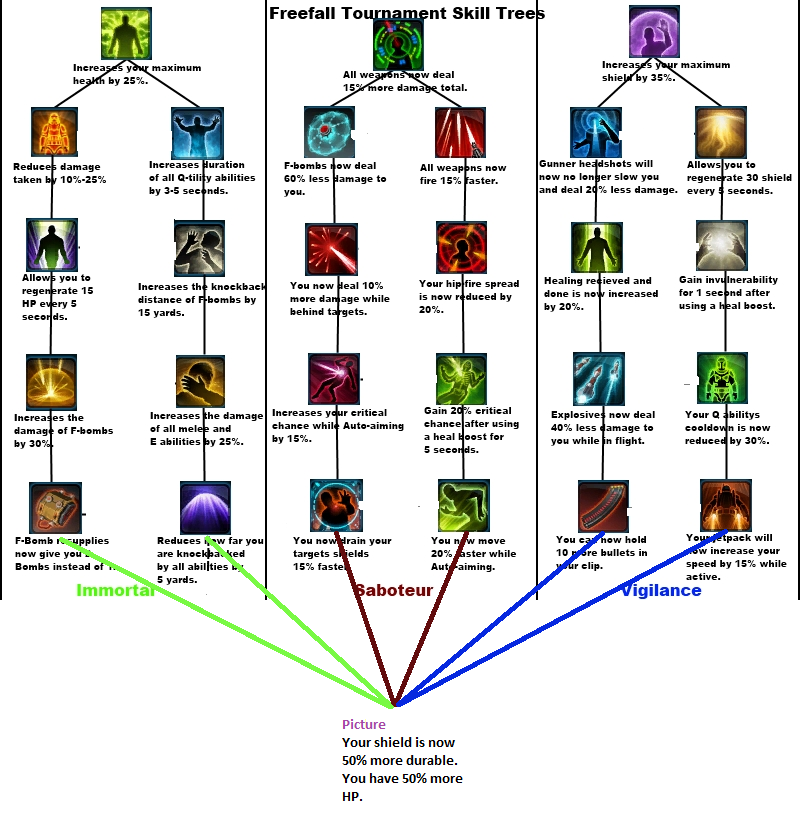 Freefall Tournament Skill Trees
Increases your maximum
health by 25%.
Reduces damage
taken by 10%-25%
Increases duration
of all Q-tility abilities
by 3-5 seconds.
Allows you to
regenerate 15
HP every 5
seconds.
Increases the knockback
distance of F-bombs by
15 yards.
Increases the
damage of F-bombs
by 30%.
Increases the damage
of all melee and
E abilities by 25%.
F-Bomb resupplies
now give you
Bombs instead of
Reduces how far you
are knockbacked
by all abilities by
5 yards.
Immortal
All weapons now deal
15% more damage total.
F-bombs now deal
60% less damage to
you.
All weapons now
fire 15% faster.
You now deal 10%
more damage while
behind targets.
Your hip-fire spread
is now reduced by
20%.
Increases your critical
chance while Auto-aiming
by 15%.
Gain 20% critical
chance after using
a heal boost for
5 seconds.
You now drain your
targets shields
15% faster
You now move
20% faster while
Auto-aiming.
Saboteur
Increases your maximum
shield by 35%.
Gunner headshots will
now no longer slow you
and deal 20% less damage.
Allows you to
regenerate 30 shield
every 5 seconds.
Healing recieved and
done is now increased
by 20%.
Gain invulnerability
for 1 second after
using a heal boost.
Explosives now deal
40% less damage to
you while in flight.
Your Q abilitys
cooldown is now
reduced by 30%.
You can now hold
10 more bullets in
your clip.
Your jetpack will
now increase your
speed by 15% while
active.
Vigilance
Picture
Your shield is now
50% more durable.
You have 50% more
HP.